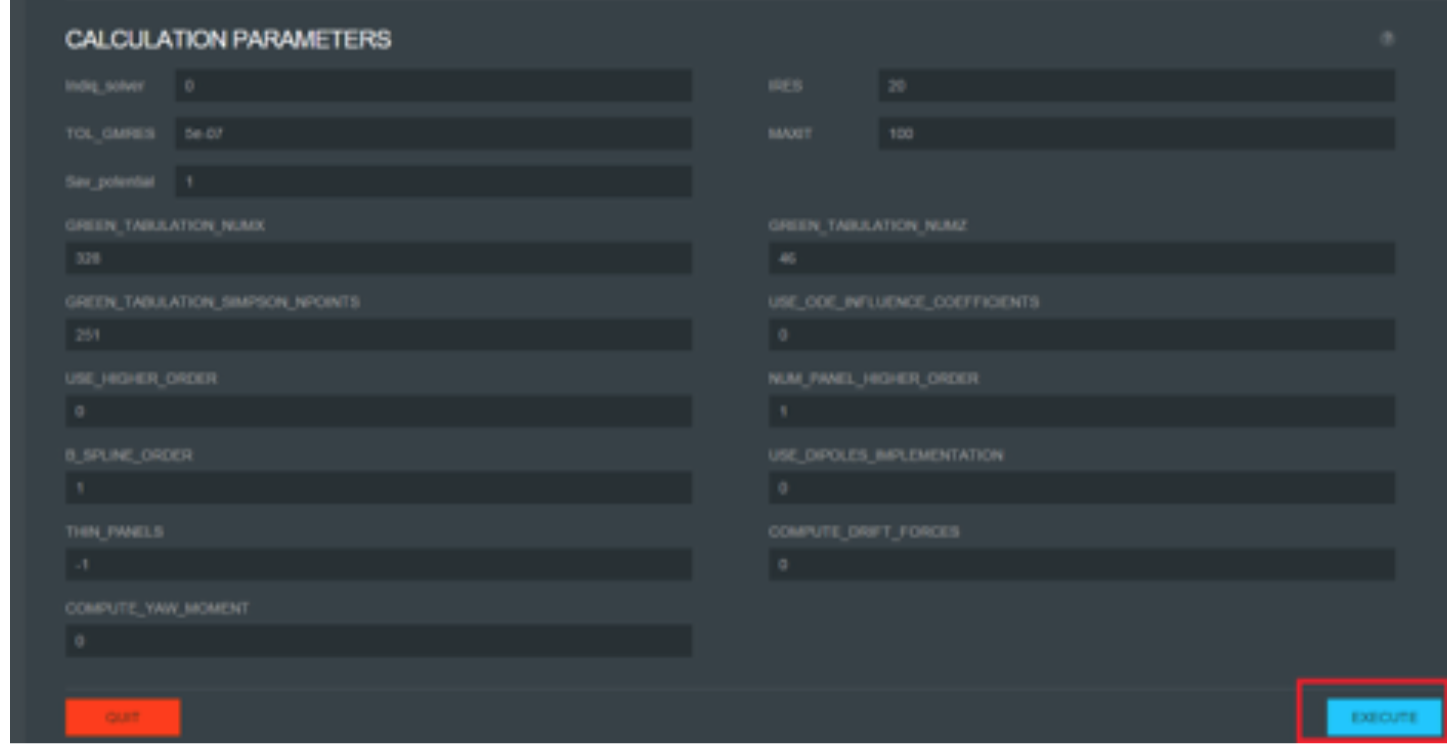 CALCULATION PARAMETERS ?
Indiq_solver 0 IRES 20
TOL_GMRES 5e-07 MAXIT 100
Sav_potential 1
GREEN_TABULATION_NUMX GREEN_TABULATION_NUMZ
328 46
GREEN_TABULATION_SIMPSON_NPOINTS USE_ODE_INFLUENCE_COEFFICIENTS
251 0
USE_HIGHER_ORDER NUM_PANEL_HIGHER_ORDER
0 1
B_SPLINE_ORDER USE_DIPOLES_IMPLEMENTATION
1 0
THIN_PANELS COMPUTE_DRIFT_FORCES
-1 0
COMPUTE_YAW_MOMENT
0
QUIT EXECUTE